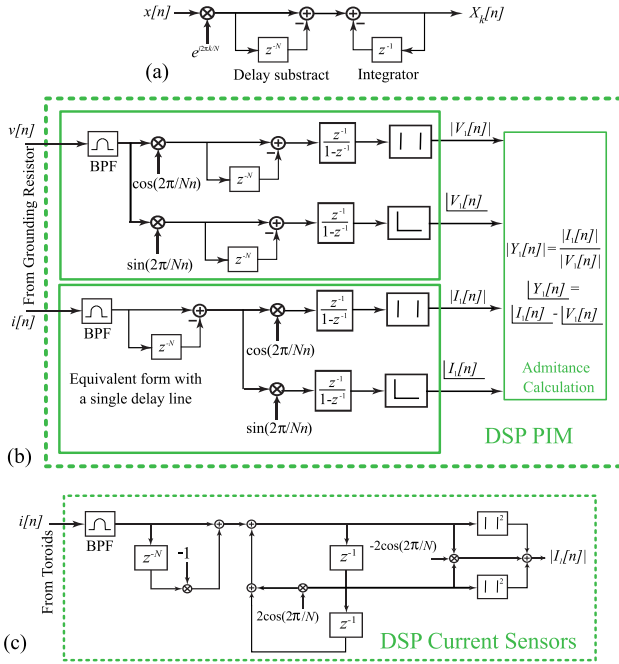 x[n]
X_k[n]
z^-N
z^-1
e^j2πk/N
Delay substract
Integrator
(a)
v[n]
BPF
cos(2π/Nn)
z^-N
z^-1
1-z^-1
| |
|V_1[n]|
sin(2π/Nn)
z^-N
z^-1
1-z^-1
V_1[n]
From Grounding Resistor
|Y_1[n]|= |I_1[n]|
|V_1[n]|
Y_1[n] =
I_1[n] - V_1[n]
i[n]
BPF
z^-N
cos(2π/Nn)
z^-1
1-z^-1
| |
|I_1[n]|
Equivalent form with
a single delay line
sin(2π/Nn)
z^-1
1-z^-1
I_1[n]
Admitance
Calculation
DSP PIM
(b)
i[n]
BPF
From Toroids
z^-N
-1
z^-1
-2cos(2π/N)
| |^2
|I_1[n]|
2cos(2π/N)
z^-1
| |^2
DSP Current Sensors
(c)